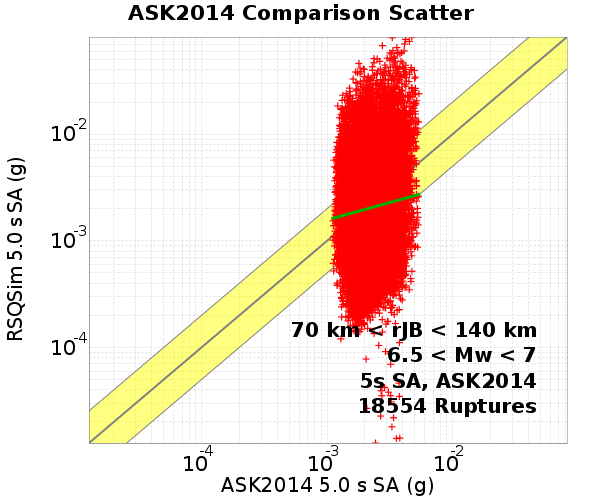 ASK2014 Comparison Scatter
RSQSim 5.0 s SA (g)
10-2
10-3
10-4
70 km < rJB < 140 km
6.5 < Mw < 7
5s SA, ASK2014
18554 Ruptures
10-4 10-3 10-2
ASK2014 5.0 s SA (g)